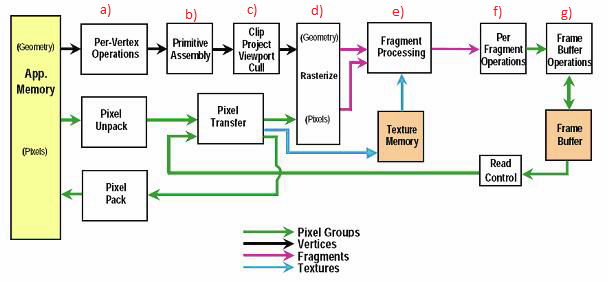 a)
b)
c)
d)
e)
f)
g)
(Geometry)
App.
Memory
(Pixels)
Per-Vertex
Operations
Primitive
Assembly
Clip
Project
Viewport
Cull
(Geometry)
Rasterize
(Pixels)
Fragment
Processing
Per
Fragment
Operations
Frame
Buffer
Operations
Pixel
Unpack
Pixel
Transfer
Texture
Memory
Frame
Buffer
Read
Control
Pixel
Pack
Pixel Groups
Vertices
Fragments
Textures